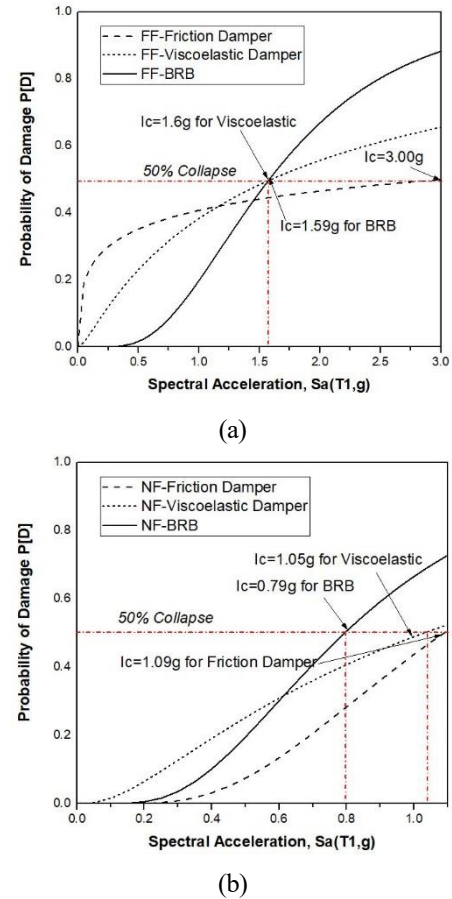 FF-Friction Damper
FF-Viscoelastic Damper
FF-BRB
Ic=1.6g for Viscoelastic
Ic=3.00g
50% Collapse
Ic=1.59g for BRB
Probability of Damage P[D]
1.0
0.8
0.6
0.4
0.2
0.0
0.0 0.5 1.0 1.5 2.0 2.5 3.0
Spectral Acceleration, Sa(T1,g)
(a)
NF-Friction Damper
NF-Viscoelastic Damper
NF-BRB
Ic=1.05g for Viscoelastic
Ic=0.79g for BRB
50% Collapse
Ic=1.09g for Friction Damper
Probability of Damage P[D]
1.0
0.8
0.6
0.4
0.2
0.0
0.0 0.2 0.4 0.6 0.8 1.0
Spectral Acceleration, Sa(T1,g)
(b)